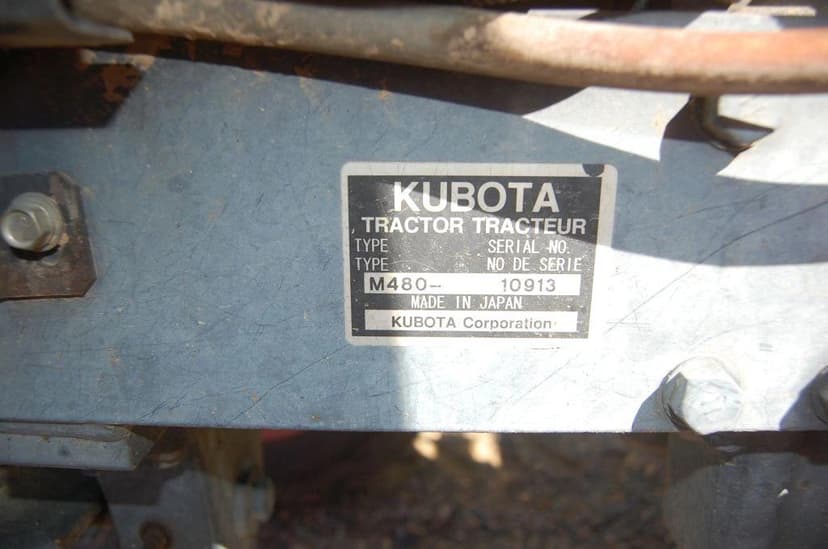 KUBOTA
TRACTOR TRACTEUR
TYPE SERIAL NO.
TYPE NO DE SERIE
M480- 10913
MADE IN JAPAN
KUBOTA Corporation